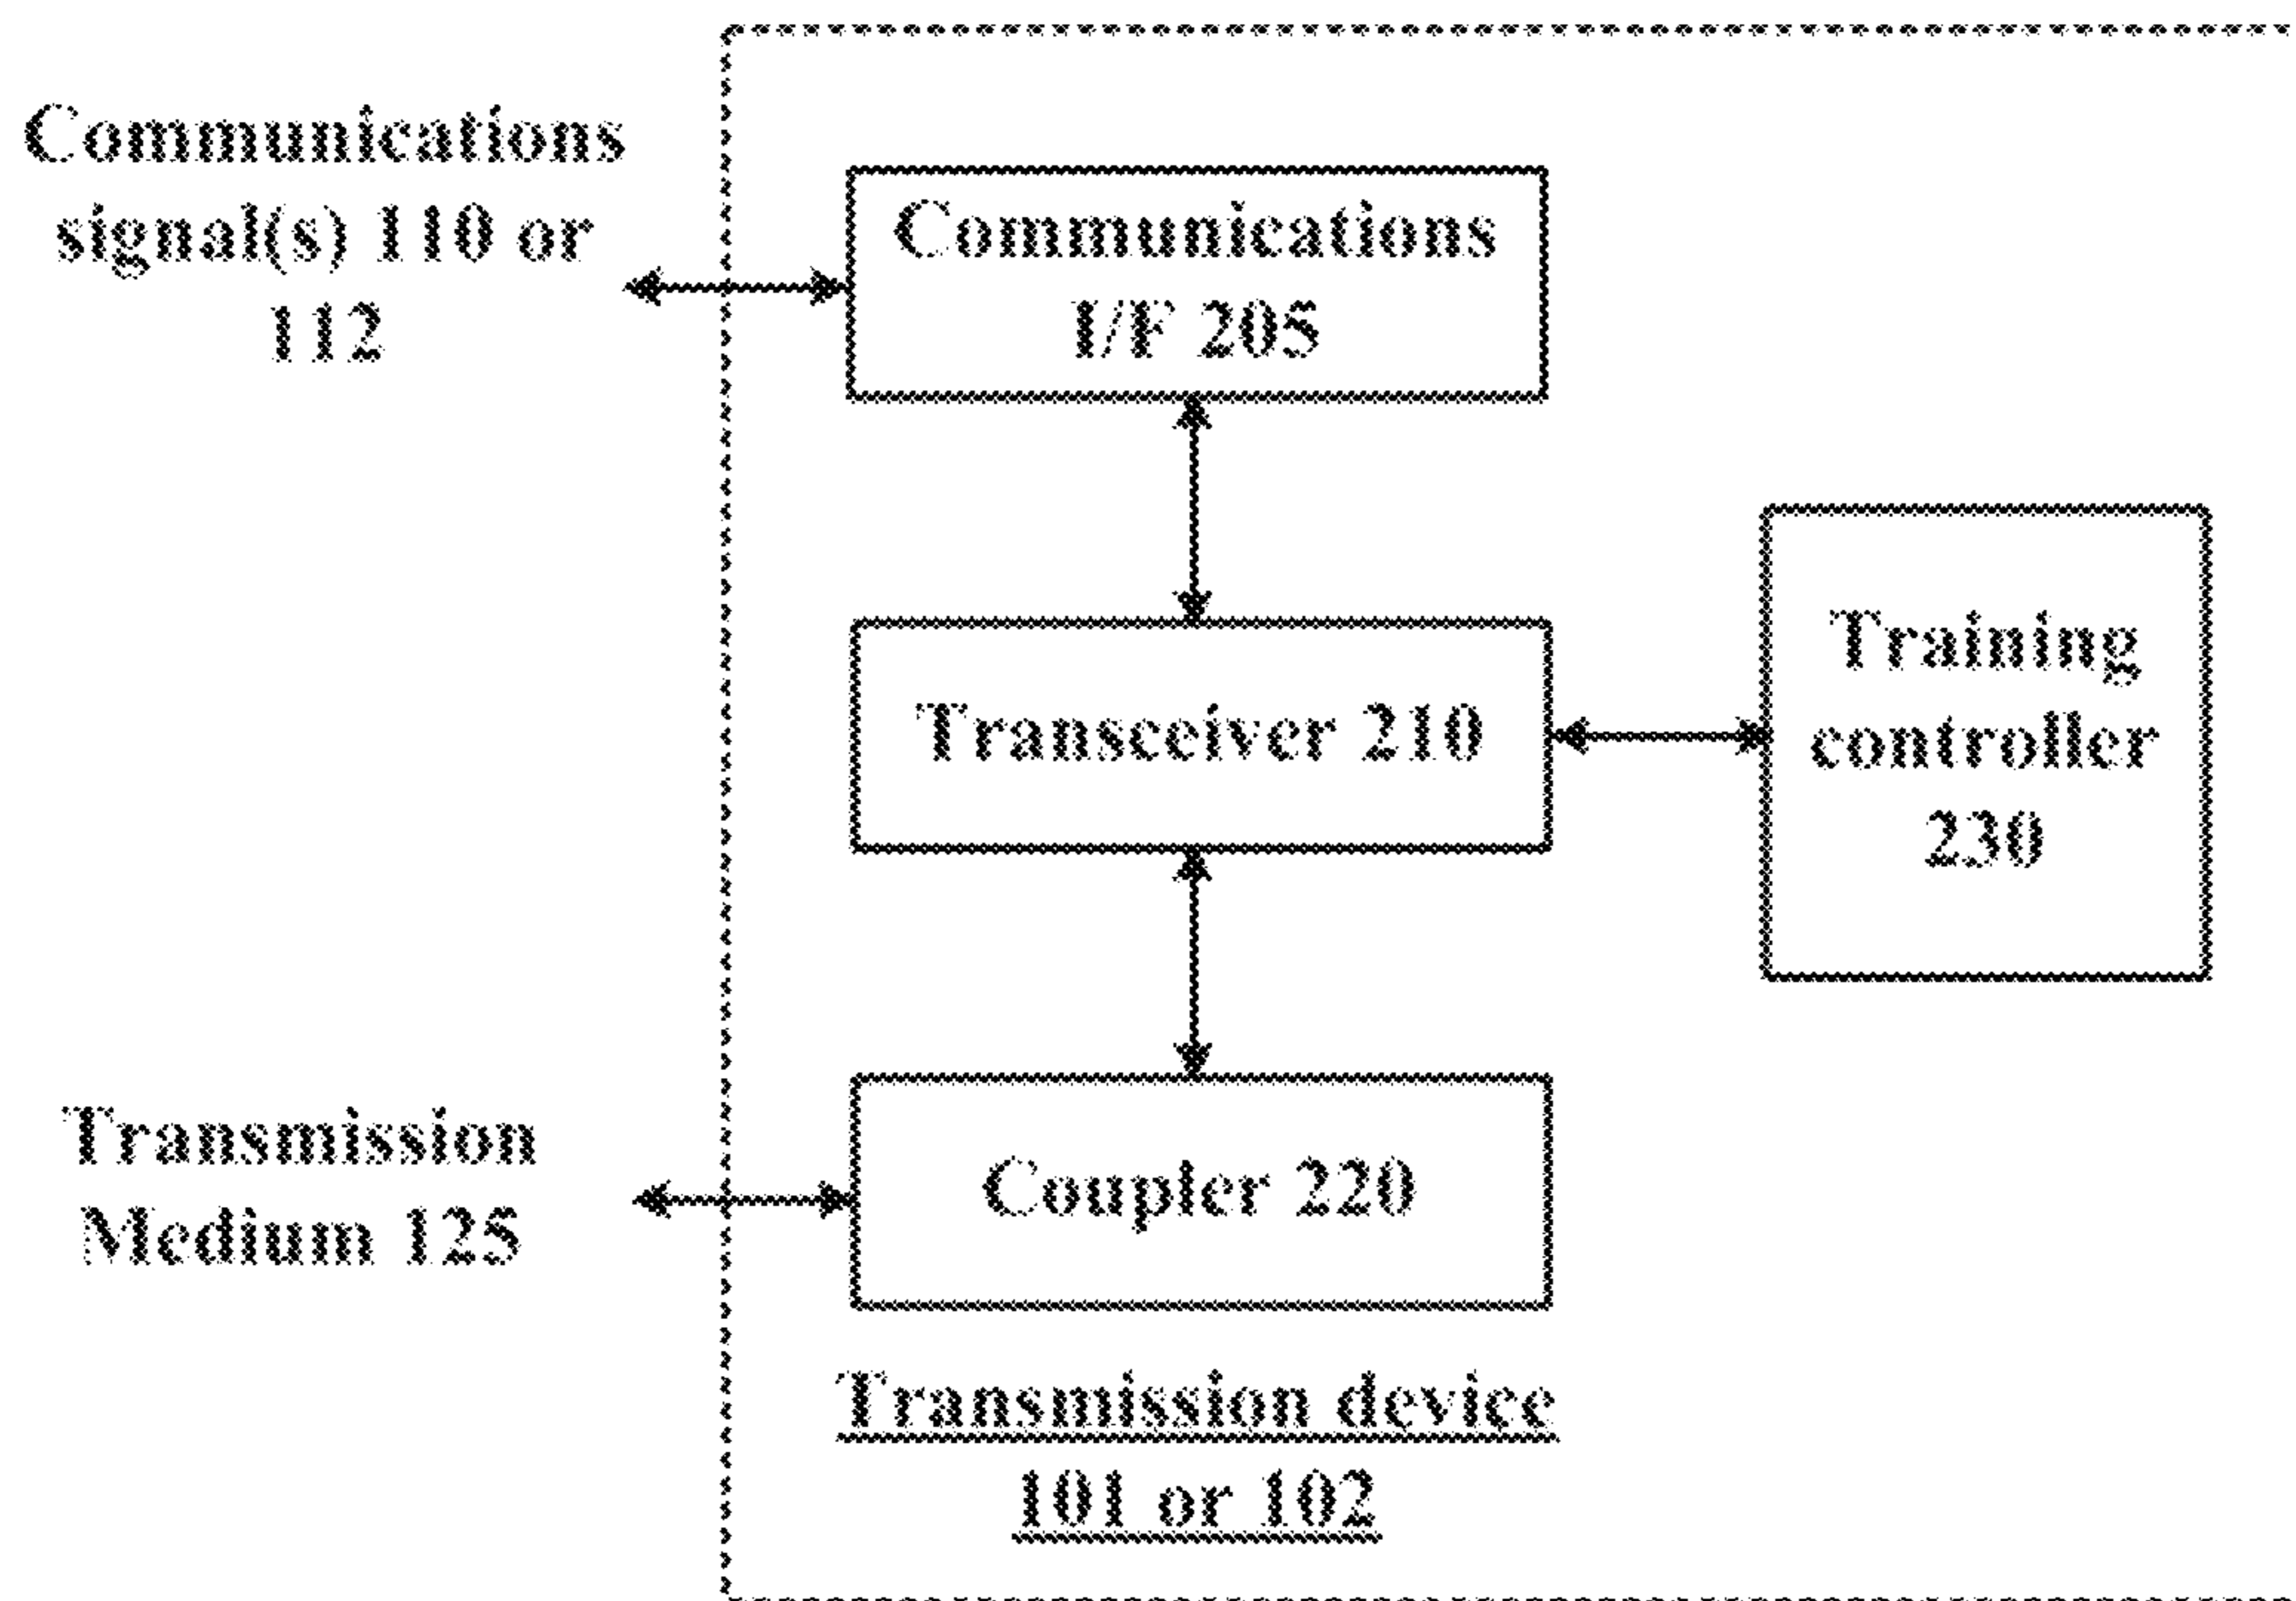 Communications
signal(s) 110 or
112
Communications
I/F 205
Transceiver 210
Training
controller
230
Transmission
Medium 125
Coupler 220
Transmission device
101 or 102